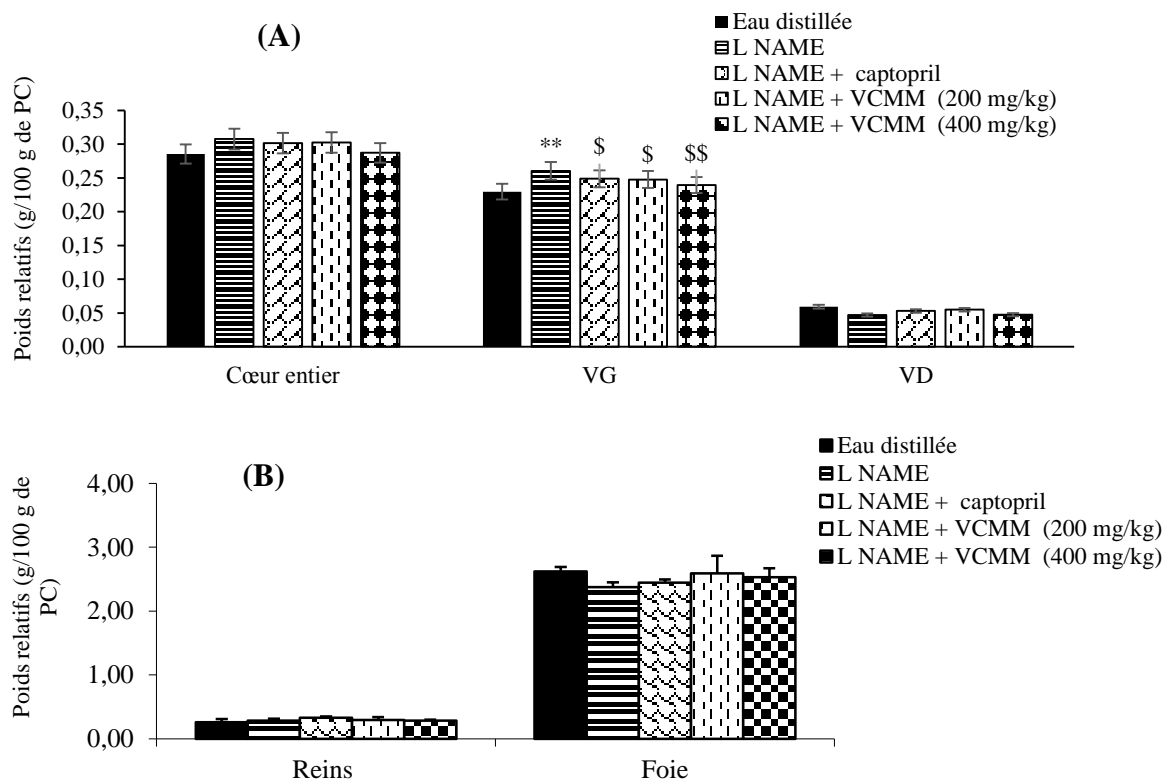 (A)
Eau distillée
L NAME
L NAME + captopril
L NAME + VCMM (200 mg/kg)
L NAME + VCMM (400 mg/kg)
Poids relatifs (g/100 g de PC)
0,35
0,30
0,25
0,20
0,15
0,10
0,05
0,00
** $ $ $$
Cœur entier VG VD
(B)
Eau distillée
L NAME
L NAME + captopril
L NAME + VCMM (200 mg/kg)
L NAME + VCMM (400 mg/kg)
Poids relatifs (g/100 g de
PC)
4,00
3,00
2,00
1,00
0,00
Reins Foie